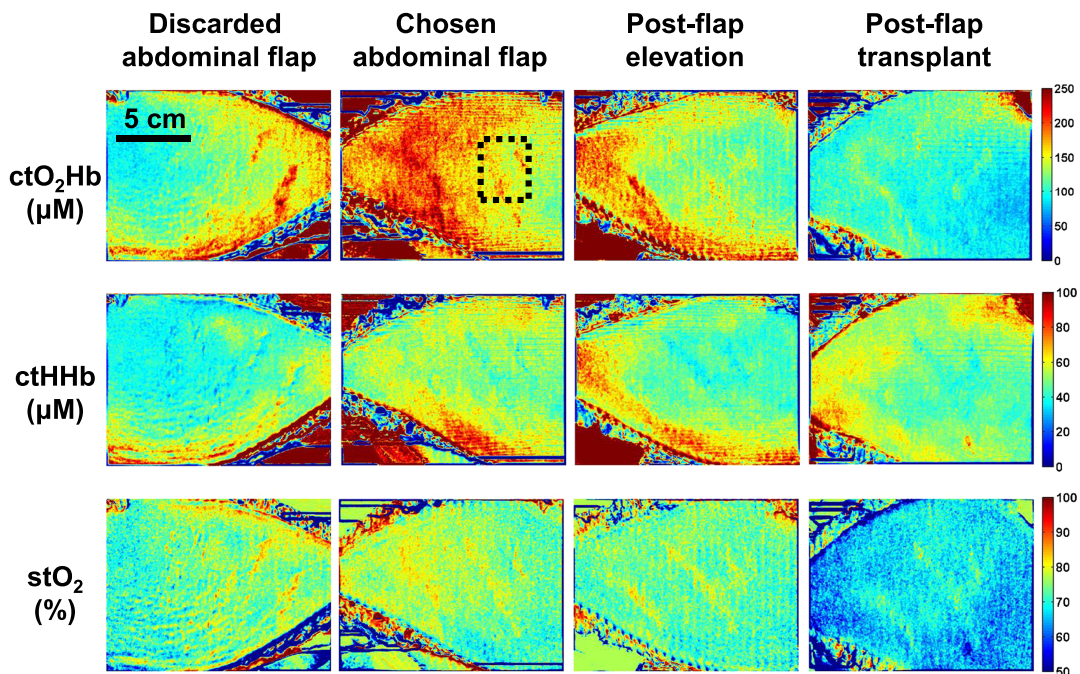 Discarded
abdominal flap
Chosen
abdominal flap
Post-flap
elevation
Post-flap
transplant
5 cm
ctO₂Hb
(µM)
250
200
150
100
50
0
ctHHb
(µM)
100
80
60
40
20
0
stO₂
(%)
100
90
80
70
60
50